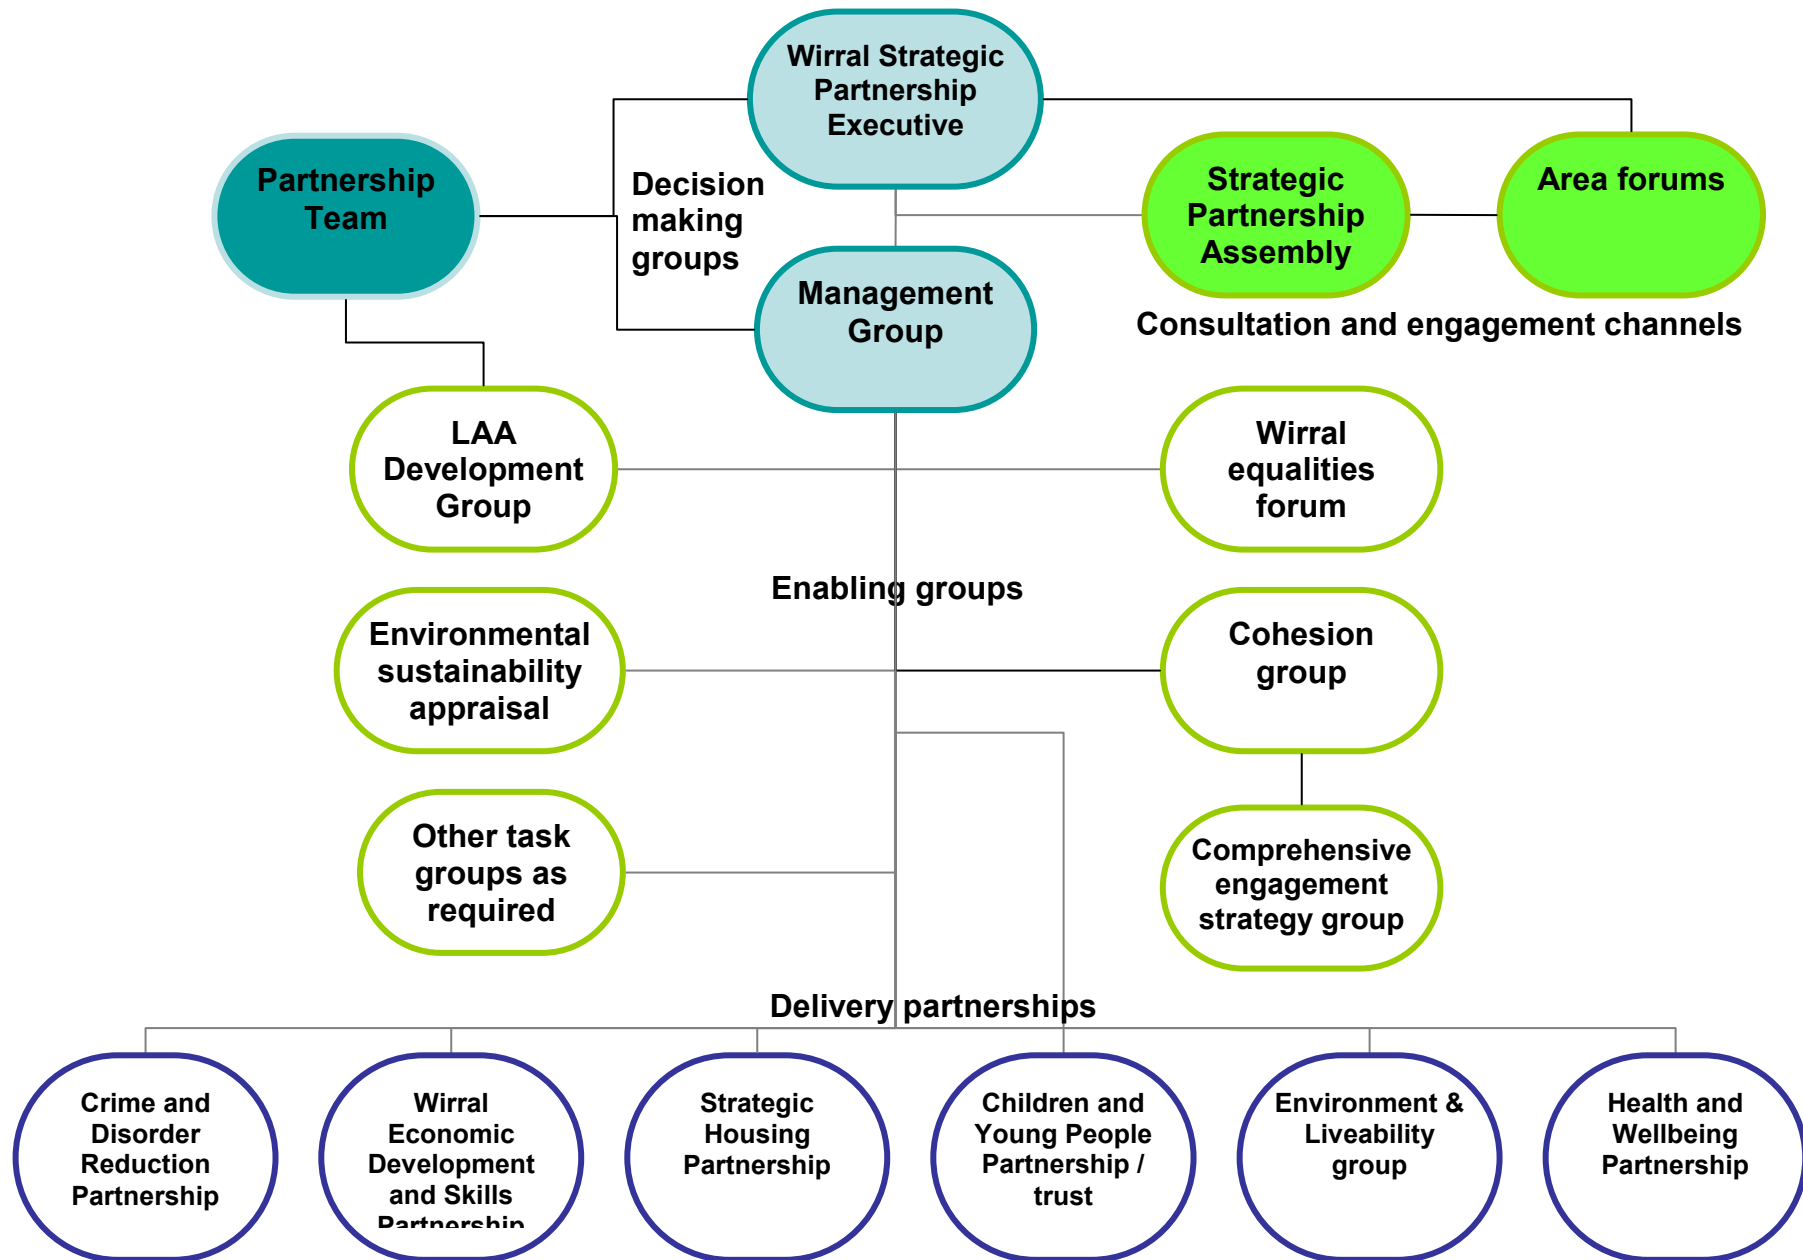 Wirral Strategic
Partnership
Executive
Partnership
Team
Decision
making
groups
Strategic
Partnership
Assembly
Area forums
Management
Group
Consultation and engagement channels
LAA
Development
Group
Wirral
equalities
forum
Enabling groups
Environmental
sustainability
appraisal
Cohesion
group
Other task
groups as
required
Comprehensive
engagement
strategy group
Delivery partnerships
Crime and
Disorder
Reduction
Partnership
Wirral
Economic
Development
and Skills
Partnership
Strategic
Housing
Partnership
Children and
Young People
Partnership /
trust
Environment &
Liveability
group
Health and
Wellbeing
Partnership